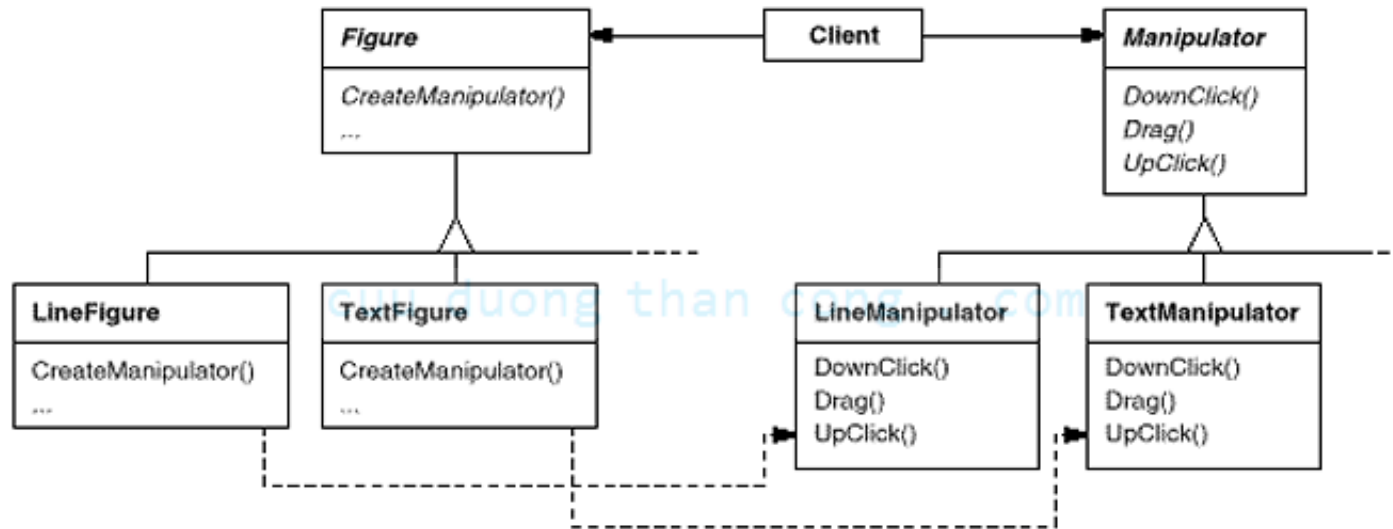 Figure
CreateManipulator()
...
Client
Manipulator
DownClick()
Drag()
UpClick()
LineFigure
CreateManipulator()
...
TextFigure
CreateManipulator()
...
LineManipulator
DownClick()
Drag()
UpClick()
TextManipulator
DownClick()
Drag()
UpClick()
cuu duong than cong . com